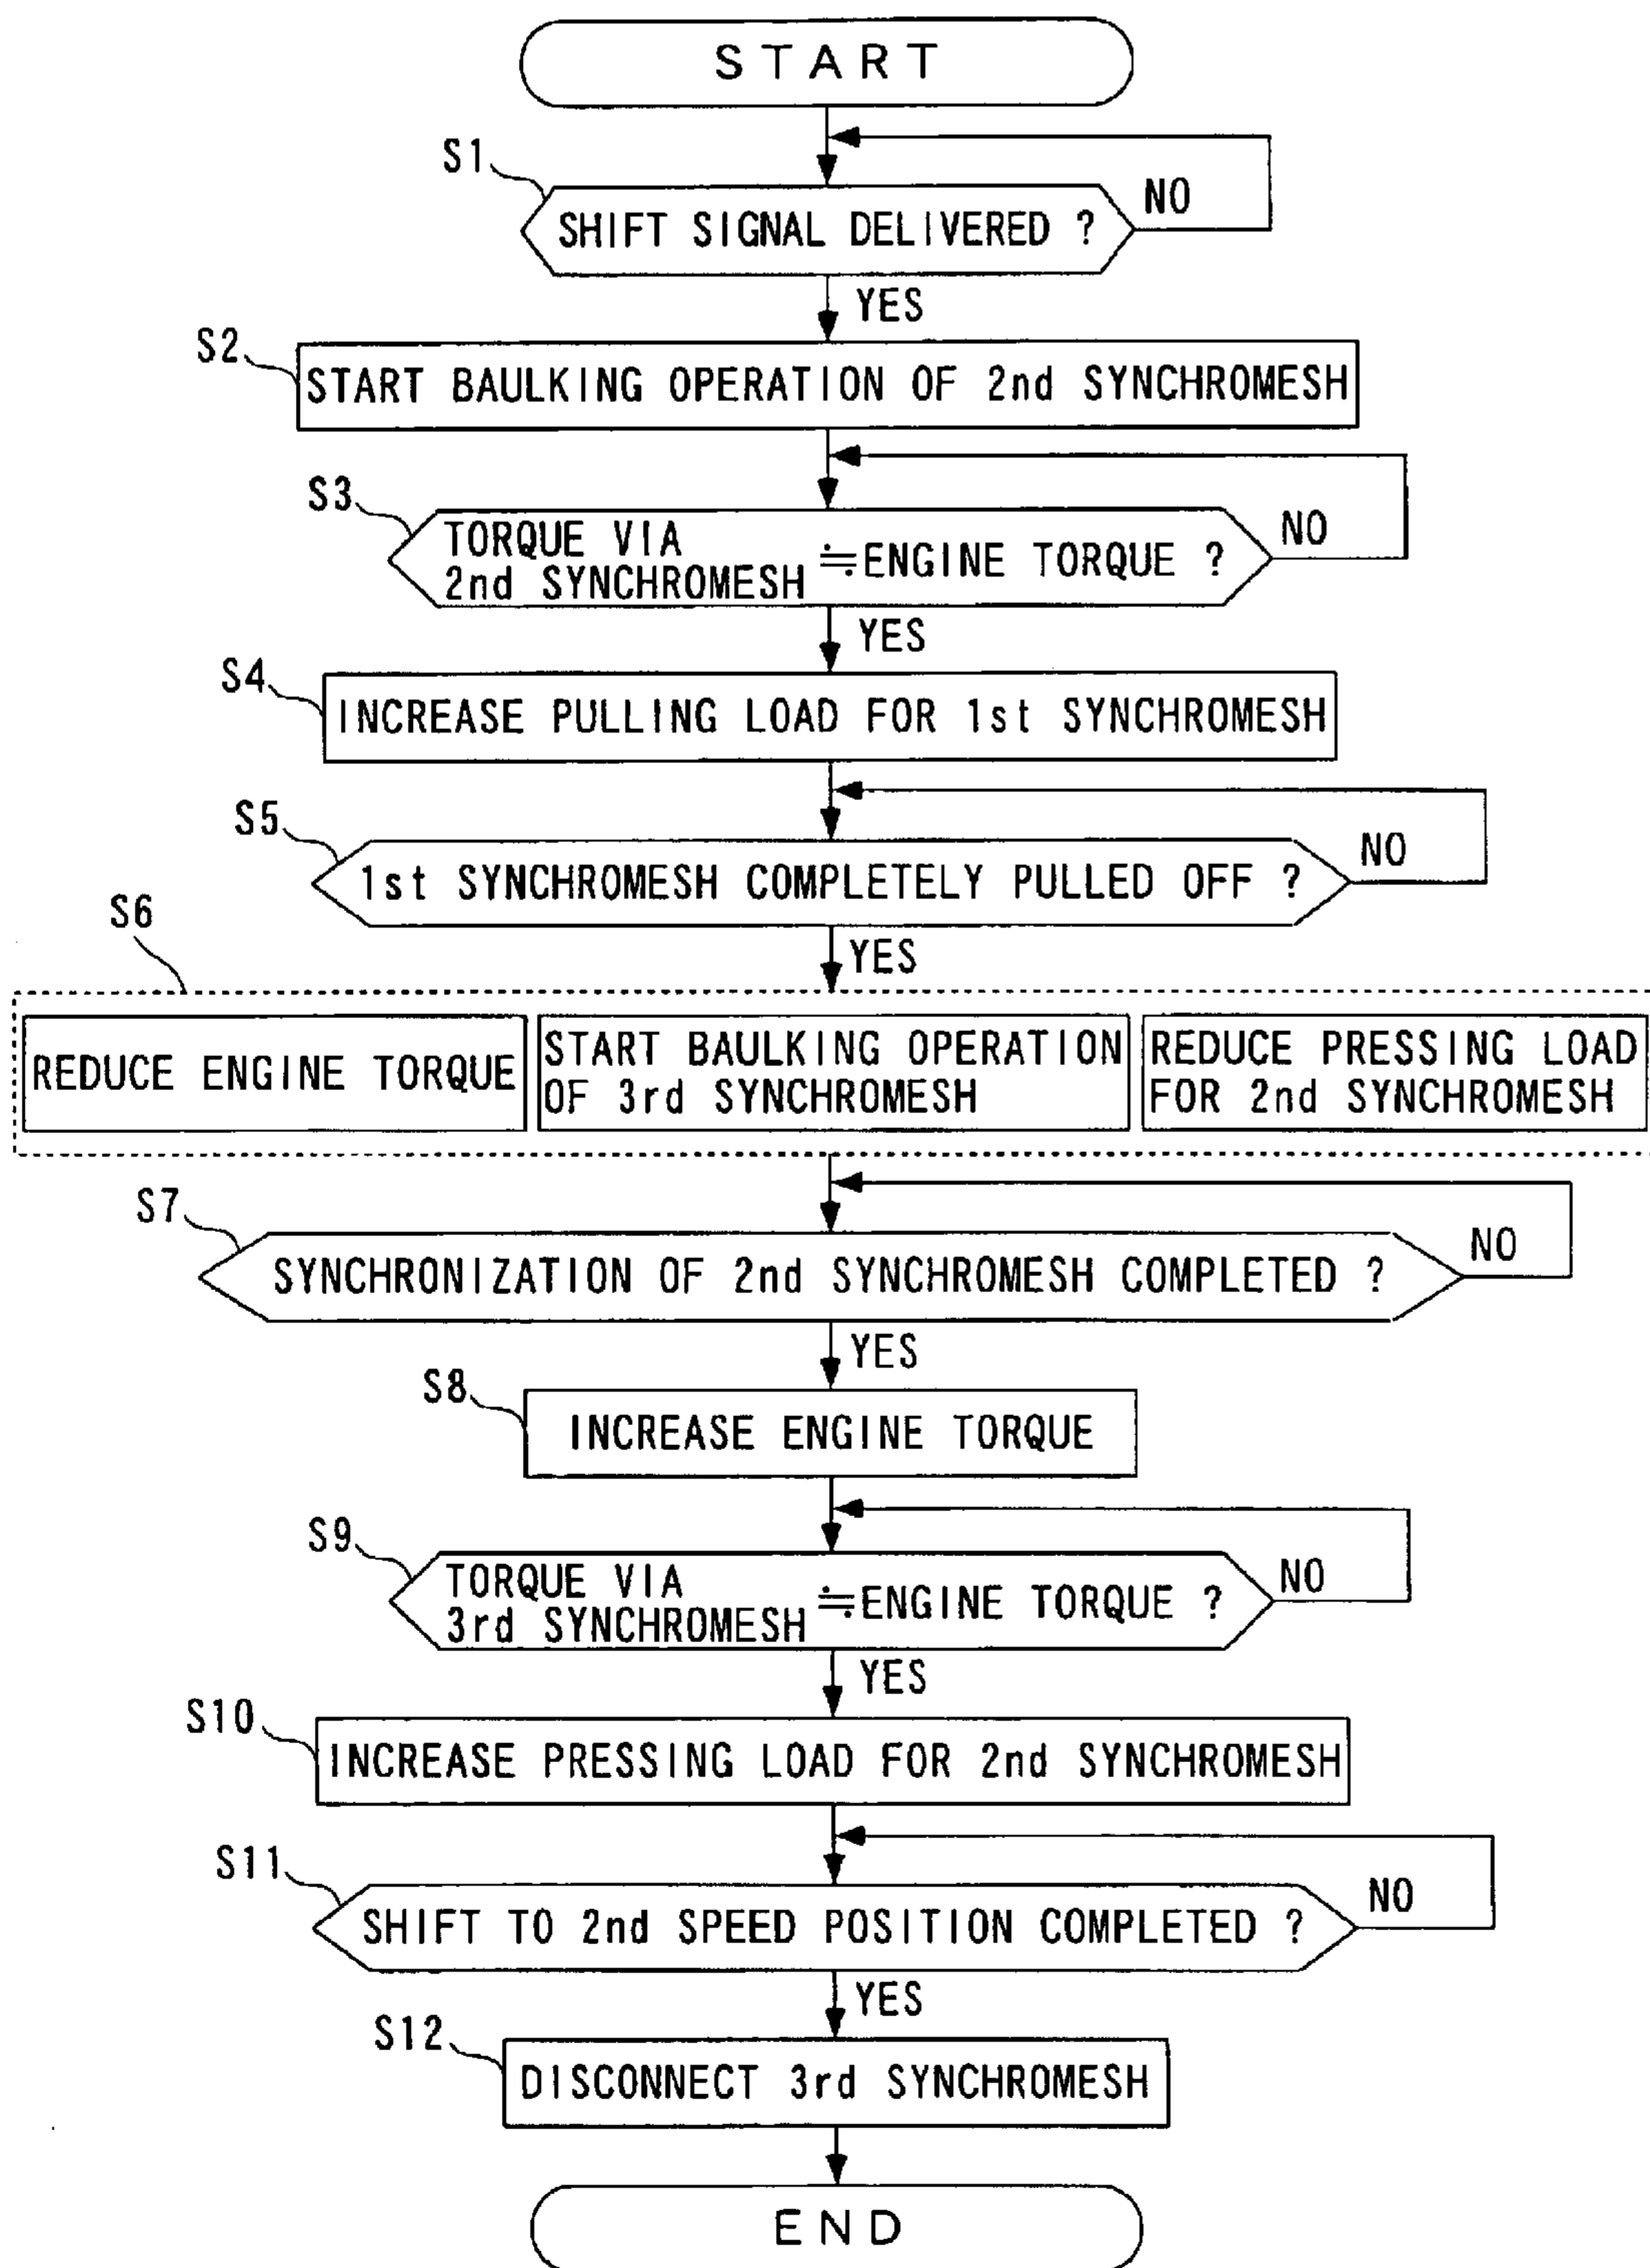 START
S1
SHIFT SIGNAL DELIVERED ?
NO
YES
S2
START BAULKING OPERATION OF 2nd SYNCHROMESH
S3
TORQUE VIA
2nd SYNCHROMESH ≒ENGINE TORQUE ?
NO
YES
S4
INCREASE PULLING LOAD FOR 1st SYNCHROMESH
S5
1st SYNCHROMESH COMPLETELY PULLED OFF ?
NO
YES
S6
REDUCE ENGINE TORQUE
START BAULKING OPERATION
OF 3rd SYNCHROMESH
REDUCE PRESSING LOAD
FOR 2nd SYNCHROMESH
S7
SYNCHRONIZATION OF 2nd SYNCHROMESH COMPLETED ?
NO
YES
S8
INCREASE ENGINE TORQUE
S9
TORQUE VIA
3rd SYNCHROMESH ≒ENGINE TORQUE ?
NO
YES
S10
INCREASE PRESSING LOAD FOR 2nd SYNCHROMESH
S11
SHIFT TO 2nd SPEED POSITION COMPLETED ?
NO
YES
S12
DISCONNECT 3rd SYNCHROMESH
END